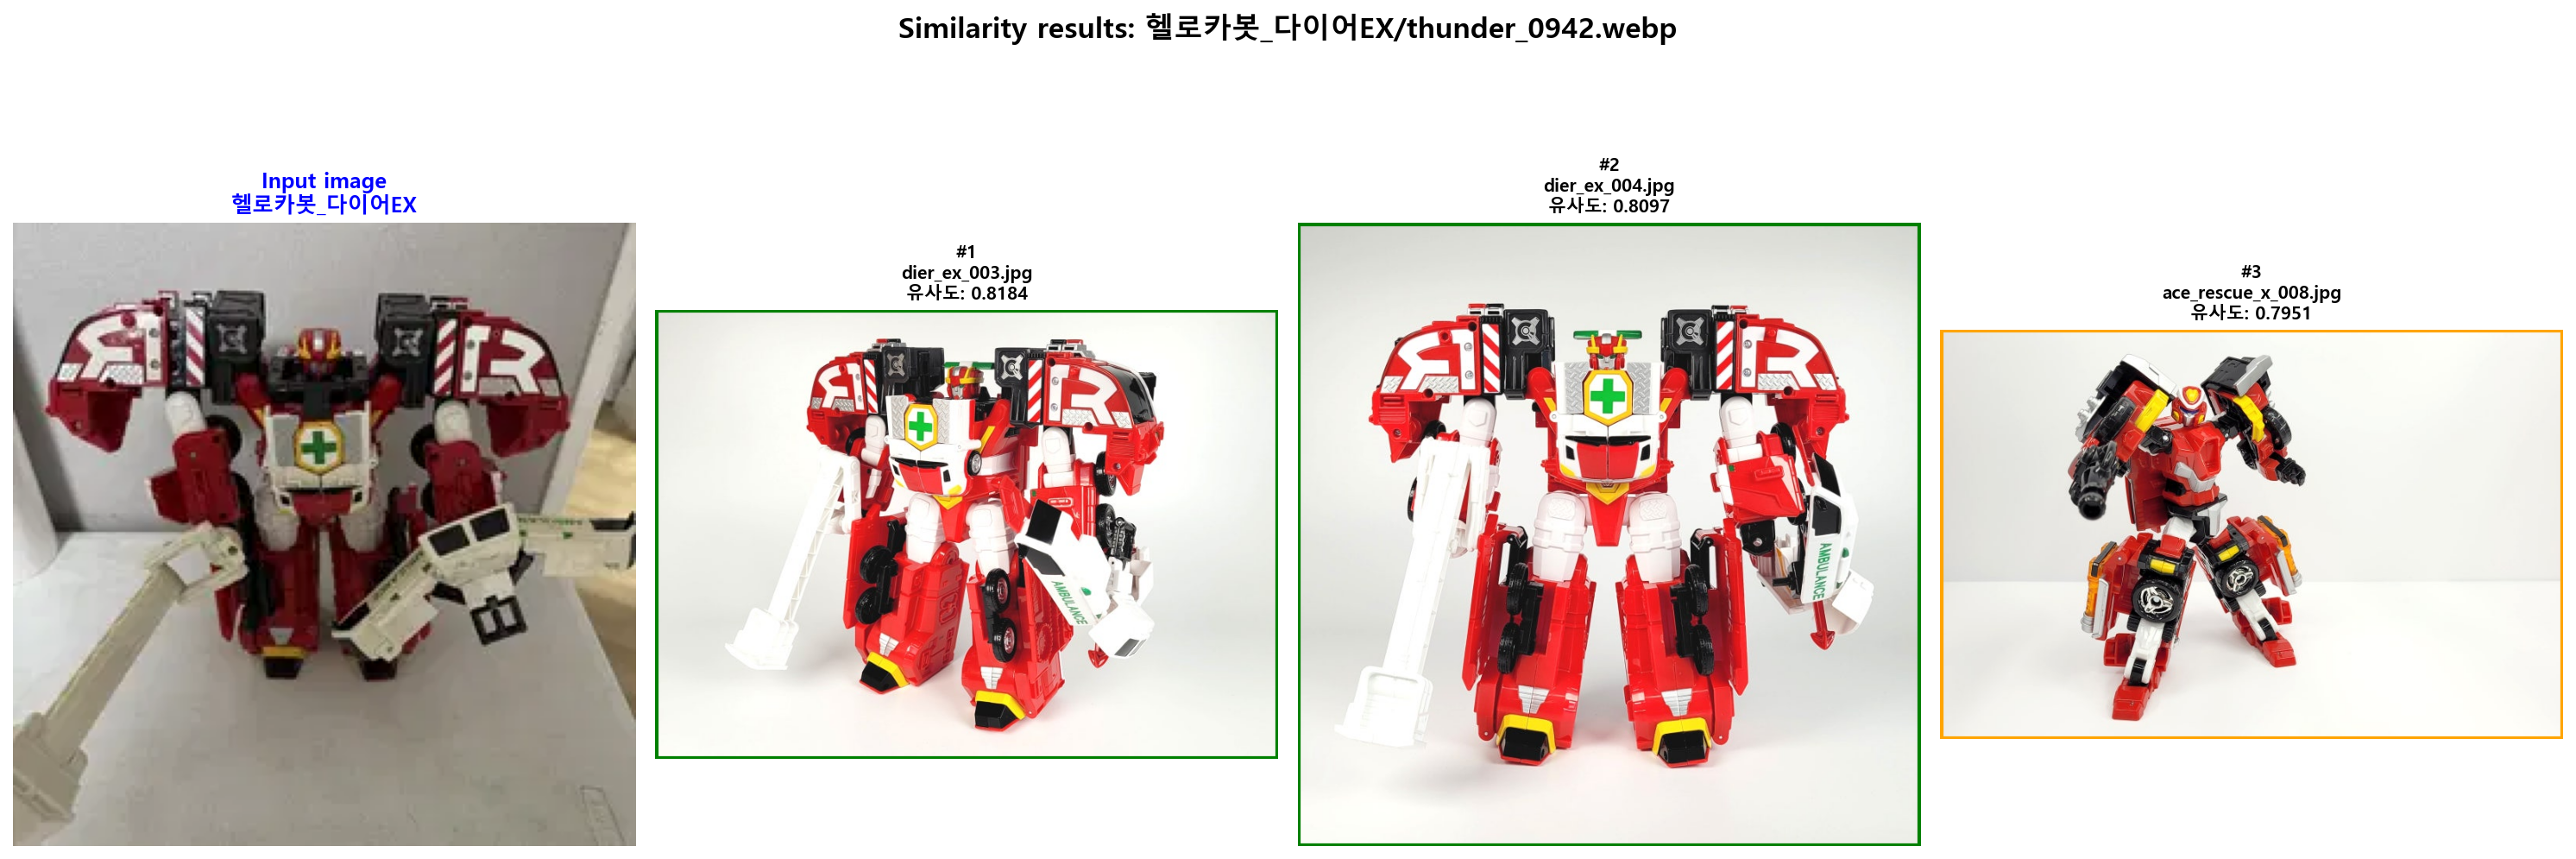 Similarity results: 헬로카봇_다이어EX/thunder_0942.webp
Input image
헬로카봇_다이어EX
#1
dier_ex_003.jpg
유사도: 0.8184
#2
dier_ex_004.jpg
유사도: 0.8097
#3
ace_rescue_x_008.jpg
유사도: 0.7951
AMBULANCE
AMBULANCE